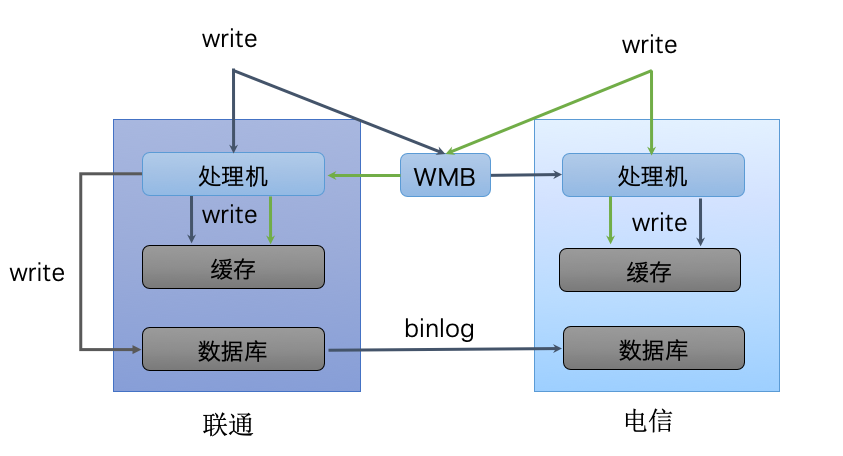 write
write
处理机
WMB
处理机
write
write
缓存
缓存
write
binlog
数据库
数据库
联通
电信